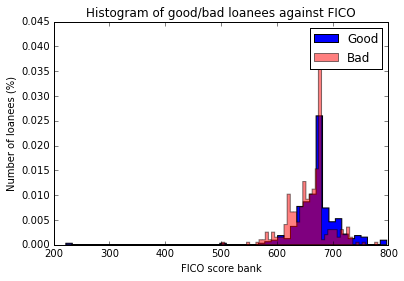 Histogram of good/bad loanees against FICO
0.045
0.040
0.035
0.030
0.025
0.020
0.015
0.010
0.005
0.000
Number of loanees (%)
Good
Bad
200 300 400 500 600 700 800
FICO score bank